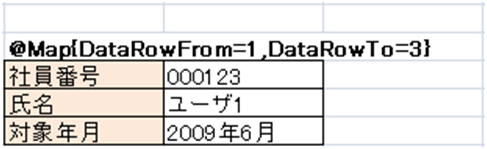 @Map{DataRowFrom=1,DataRowTo=3}
社員番号 000123
氏名 ユーザ1
対象年月 2009年6月